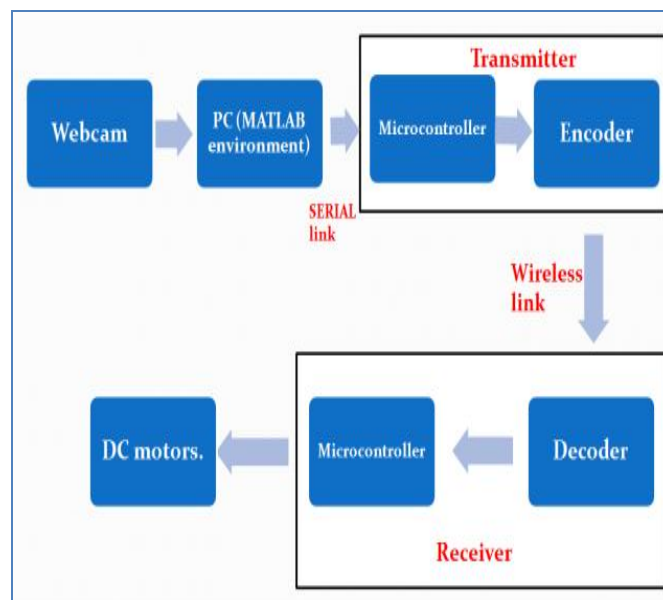 Transmitter
Webcam
PC (MATLAB
environment)
Microcontroller
Encoder
SERIAL
link
Wireless
link
DC motors.
Microcontroller
Decoder
Receiver